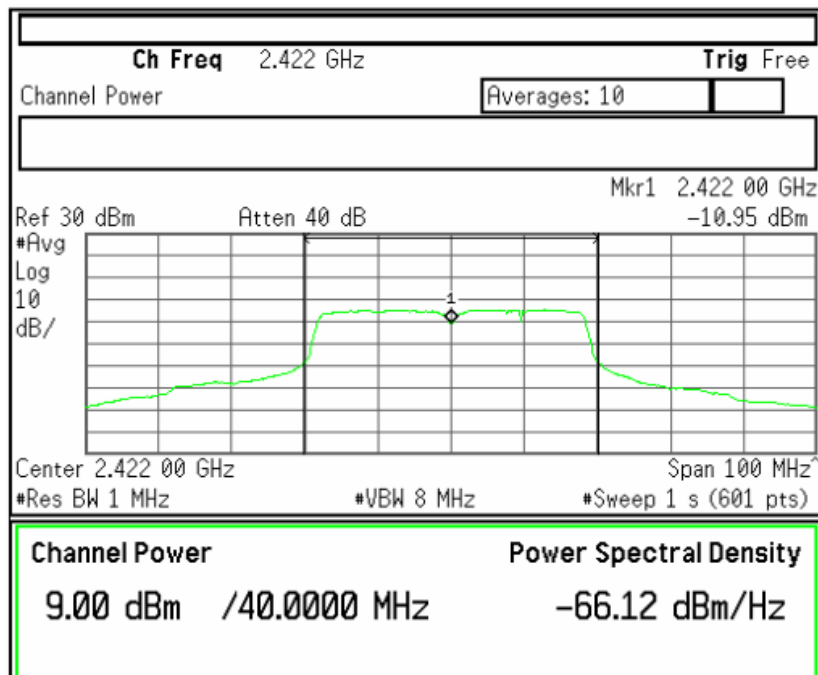 Ch Freq 2.422 GHz Trig Free
Channel Power Averages: 10
Mkr1 2.422 00 GHz
Ref 30 dBm Atten 40 dB -10.95 dBm
#Avg
Log
10
dB/
1
Center 2.422 00 GHz Span 100 MHz^
#Res BW 1 MHz #VBW 8 MHz #Sweep 1 s (601 pts)
Channel Power Power Spectral Density
9.00 dBm /40.0000 MHz -66.12 dBm/Hz